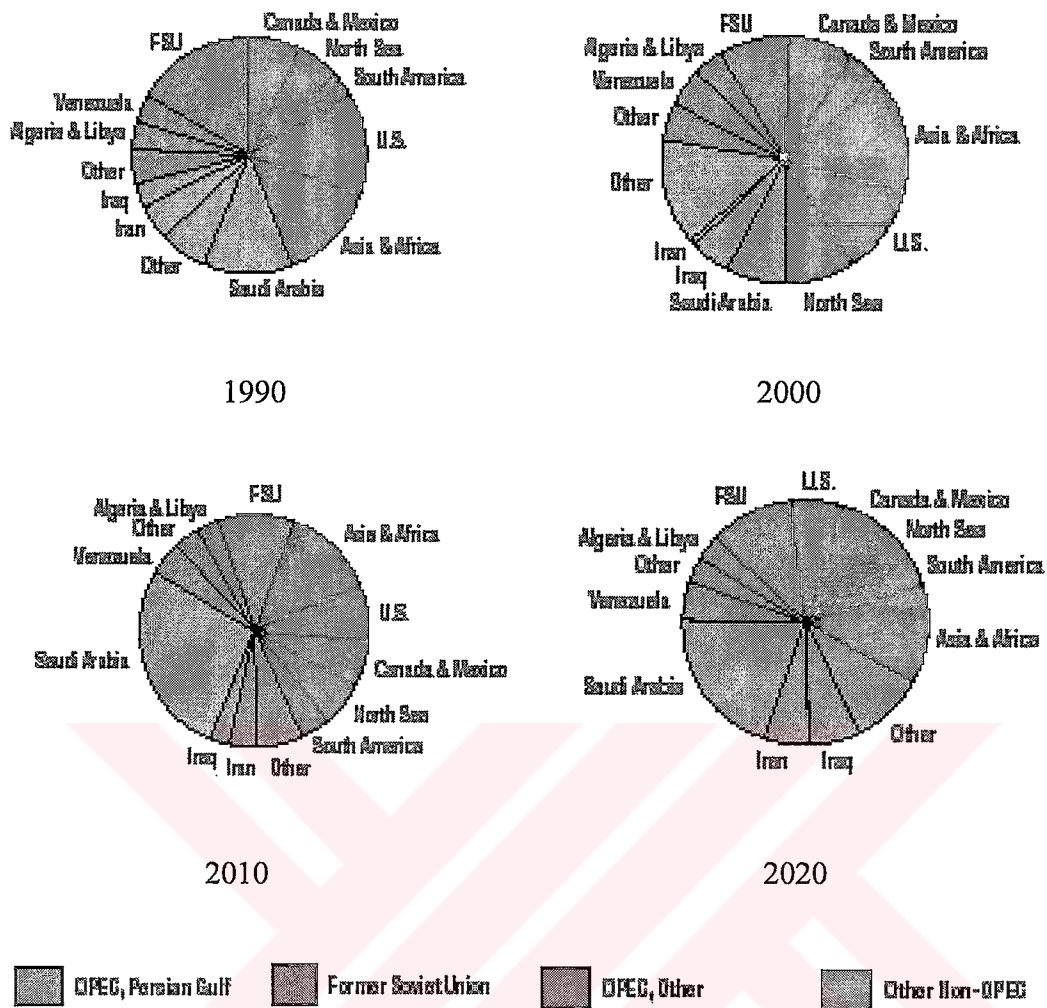 Canada & Mexico
North Sea
South America
U.S.
Asia & Africa
Saudi Arabia
Other
Iran
Iraq
Other
Algeria & Libya
Venezuela
FSU
1990
FSU
Canada & Mexico
South America
Asia & Africa
U.S.
North Sea
Saudi Arabia
Iraq
Iran
Other
Other
Venezuela
Algeria & Libya
2000
FSU
Asia & Africa
U.S.
Canada & Mexico
North Sea
South America
Other
Iran
Iraq
Saudi Arabia
Venezuela
Other
Algeria & Libya
2010
U.S.
Canada & Mexico
North Sea
South America
Asia & Africa
Other
Iraq
Iran
Saudi Arabia
Venezuela
Other
Algeria & Libya
FSU
2020
OPEC, Persian Gulf
Former Soviet Union
OPEC, Other
Other Non-OPEC